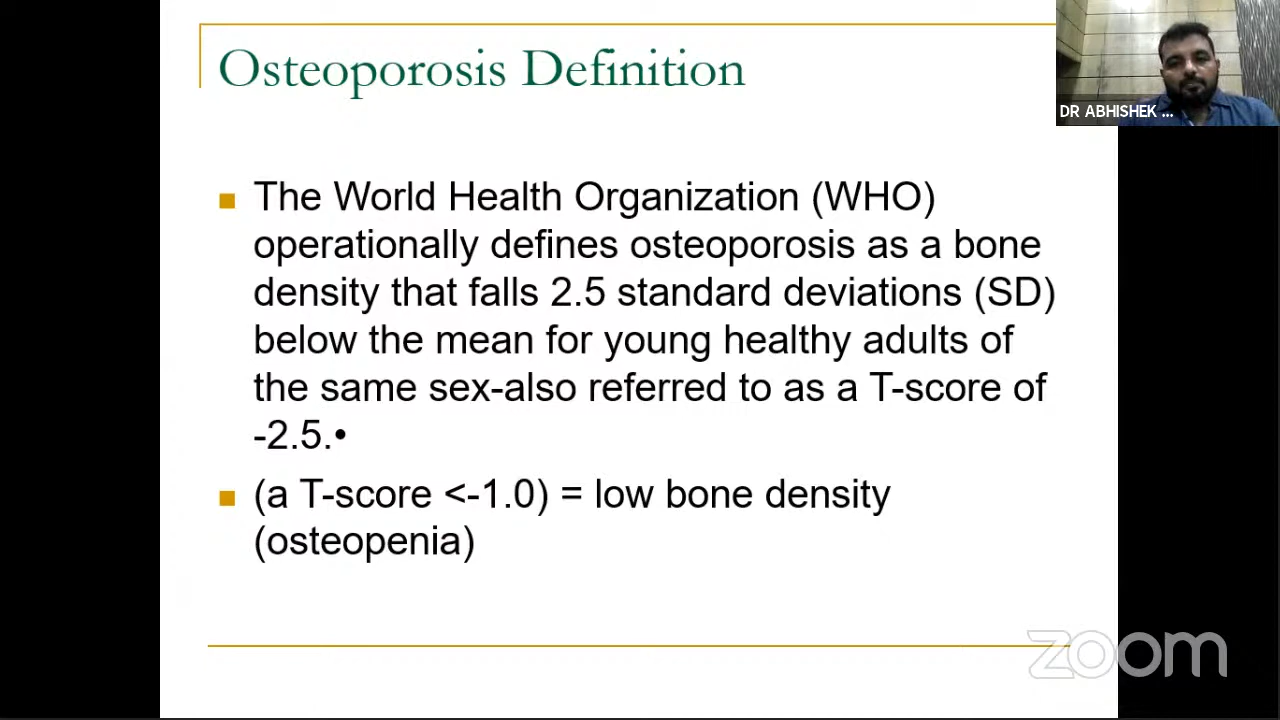 Osteoporosis Definition
DR ABHISHEK ...
The World Health Organization (WHO)
operationally defines osteoporosis as a bone
density that falls 2.5 standard deviations (SD)
below the mean for young healthy adults of
the same sex-also referred to as a T-score of
-2.5.•
(a T-score <-1.0) = low bone density
(osteopenia)
zoom